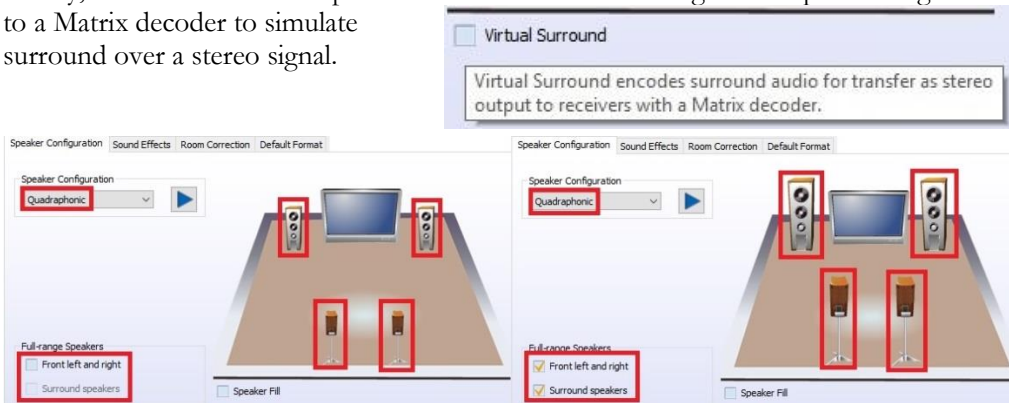 to a Matrix decoder to simulate
surround over a stereo signal.
Virtual Surround
Virtual Surround encodes surround audio for transfer as stereo
output to receivers with a Matrix decoder.
Speaker Configuration Sound Effects Room Correction Default Format
Speaker Configuration
Quadraphonic
Full-range Speakers
Front left and right
Surround speakers
Speaker Fill
Speaker Configuration Sound Effects Room Correction Default Format
Speaker Configuration
Quadraphonic
Full-range Speakers
Front left and right
Surround speakers
Speaker Fill